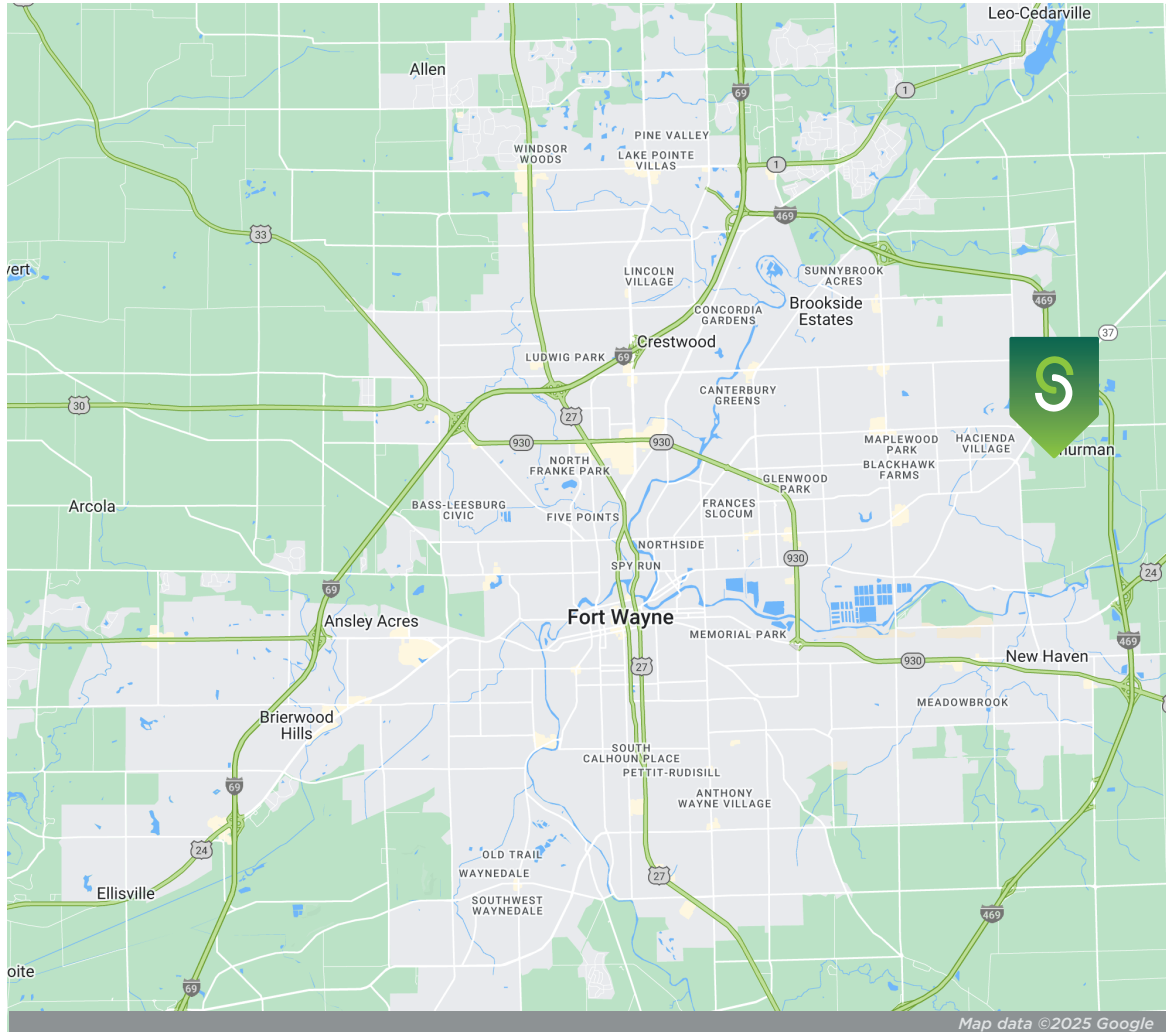 Leo-Cedarville
Allen
69
1
PINE VALLEY
WINDSOR
WOODS
LAKE POINTE
VILLAS
1
469
33
vert
LINCOLN
VILLAGE
SUNNYBROOK
ACRES
Brookside
Estates
469
CONCORDIA
GARDENS
37
Crestwood
LUDWIG PARK
69
S
CANTERBURY
GREENS
30
27
930
930
MAPLEWOOD
PARK
HACIENDA
VILLAGE
hurman
NORTH
FRANKE PARK
BLACKHAWK
FARMS
GLENWOOD
PARK
Arcola
BASS-LEESBURG
CIVIC
FIVE POINTS
FRANCES
SLOCUM
NORTHSIDE
930
SPY RUN
24
69
Fort Wayne
Ansley Acres
MEMORIAL PARK
469
930
New Haven
27
MEADOWBROOK
Brierwood
Hills
SOUTH
CALHOUN PLACE
PETTIT-RUDISILL
69
ANTHONY
WAYNE VILLAGE
24
OLD TRAIL
WAYNEDALE
27
Ellisville
SOUTHWEST
WAYNEDALE
469
oite
69
Map data ©2025 Google